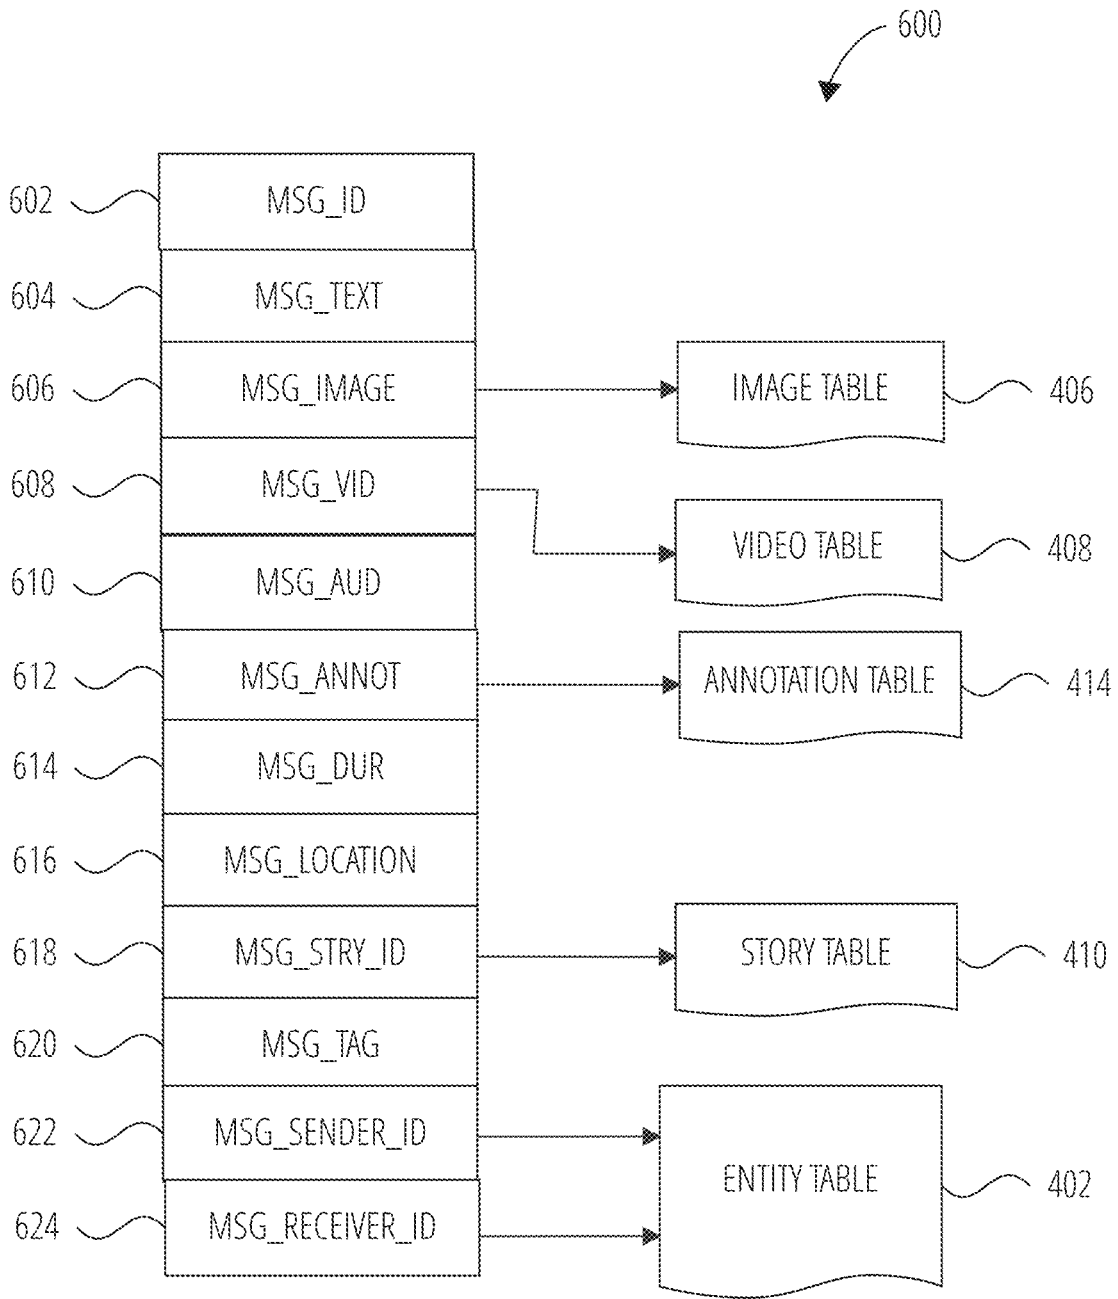 600
602 MSG_ID
604 MSG_TEXT
606 MSG_IMAGE IMAGE TABLE 406
608 MSG_VID
VIDEO TABLE 408
610 MSG_AUD
612 MSG_ANNOT ANNOTATION TABLE 414
614 MSG_DUR
616 MSG_LOCATION
618 MSG_STRY_ID STORY TABLE 410
620 MSG_TAG
622 MSG_SENDER_ID
ENTITY TABLE 402
624 MSG_RECEIVER_ID